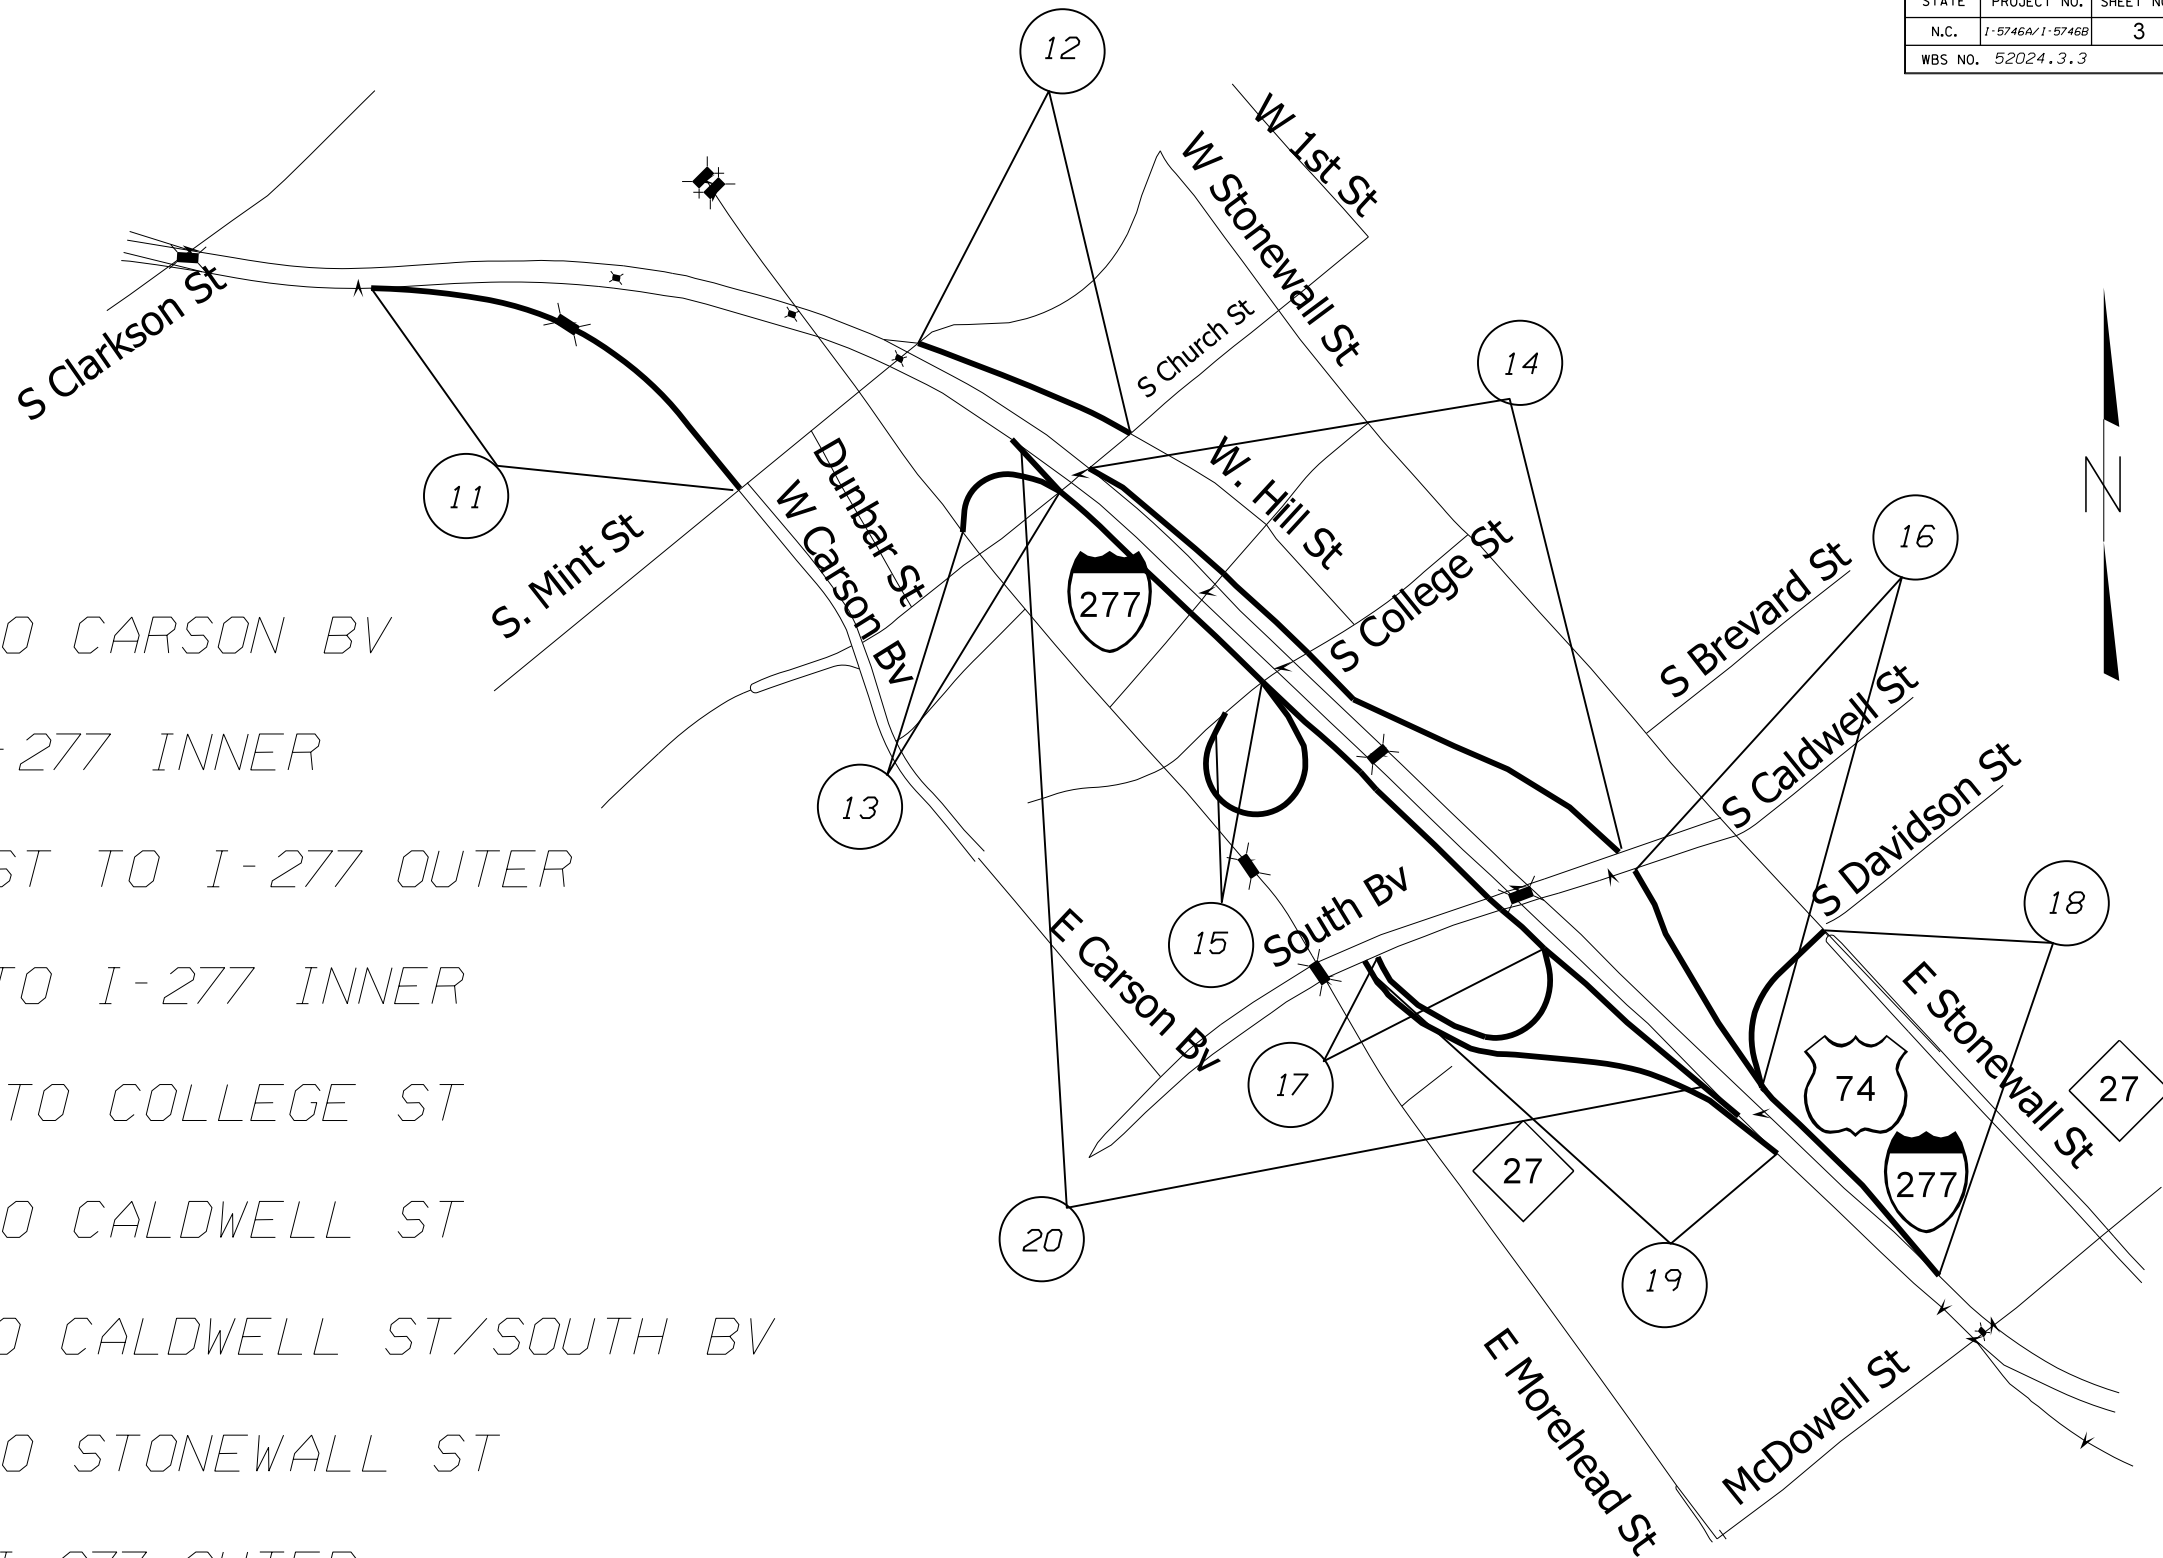 STATE PROJECT NO. SHEET NO.
N.C. I-5746A/I-5746B 3
WBS NO. 52024.3.3
12
W 1st St
W Stonewall St
S Clarkson St
S Church St
14
11
Dunbar St
W Carson Bv
W. Hill St
S College St
N
16
S. Mint St
277
S Brevard St
O CARSON BV
S Caldwell St
-277 INNER
13
S Davidson St
ST TO I-277 OUTER
South Bv
18
15
E Carson Bv
E Stonewall St
TO I-277 INNER
17
74
27
TO COLLEGE ST
27
277
O CALDWELL ST
20
19
O CALDWELL ST/SOUTH BV
E Morehead St
McDowell St
O STONEWALL ST